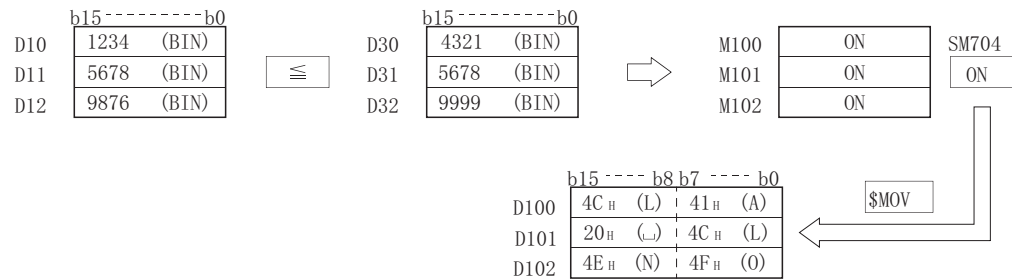 b15 b0 b15 b0
D10 1234 (BIN) D30 4321 (BIN) M100 ON SM704
D11 5678 (BIN) ≦ D31 5678 (BIN) M101 ON ON
D12 9876 (BIN) D32 9999 (BIN) M102 ON
b15 b8 b7 b0
D100 4CH (L) 41H (A) $MOV
D101 20H (␣) 4CH (L)
D102 4EH (N) 4FH (O)